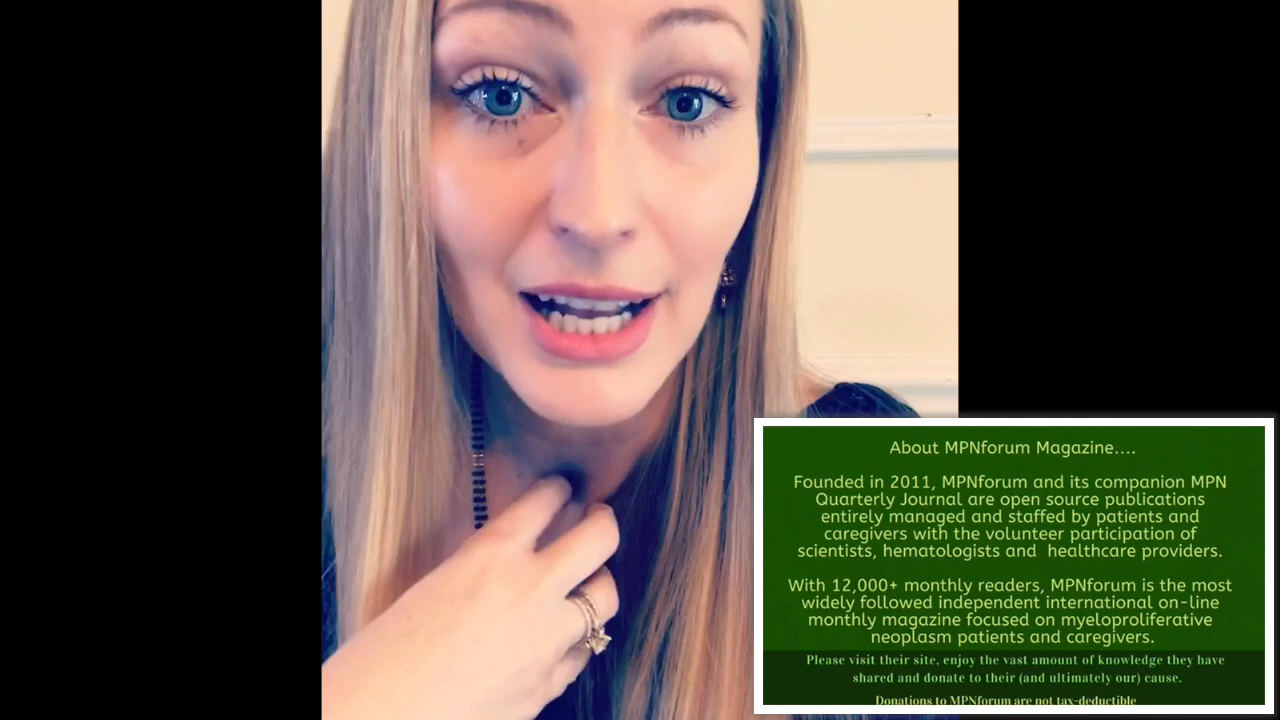 About MPNforum Magazine....
Founded in 2011, MPNforum and its companion MPN
Quarterly Journal are open source publications
entirely managed and staffed by patients and
caregivers with the volunteer participation of
scientists, hematologists and healthcare providers.
With 12,000+ monthly readers, MPNforum is the most
widely followed independent international on-line
monthly magazine focused on myeloproliferative
neoplasm patients and caregivers.
Please visit their site, enjoy the vast amount of knowledge they have
shared and donate to their (and ultimately our) cause.
Donations to MPNforum are not tax-deductible